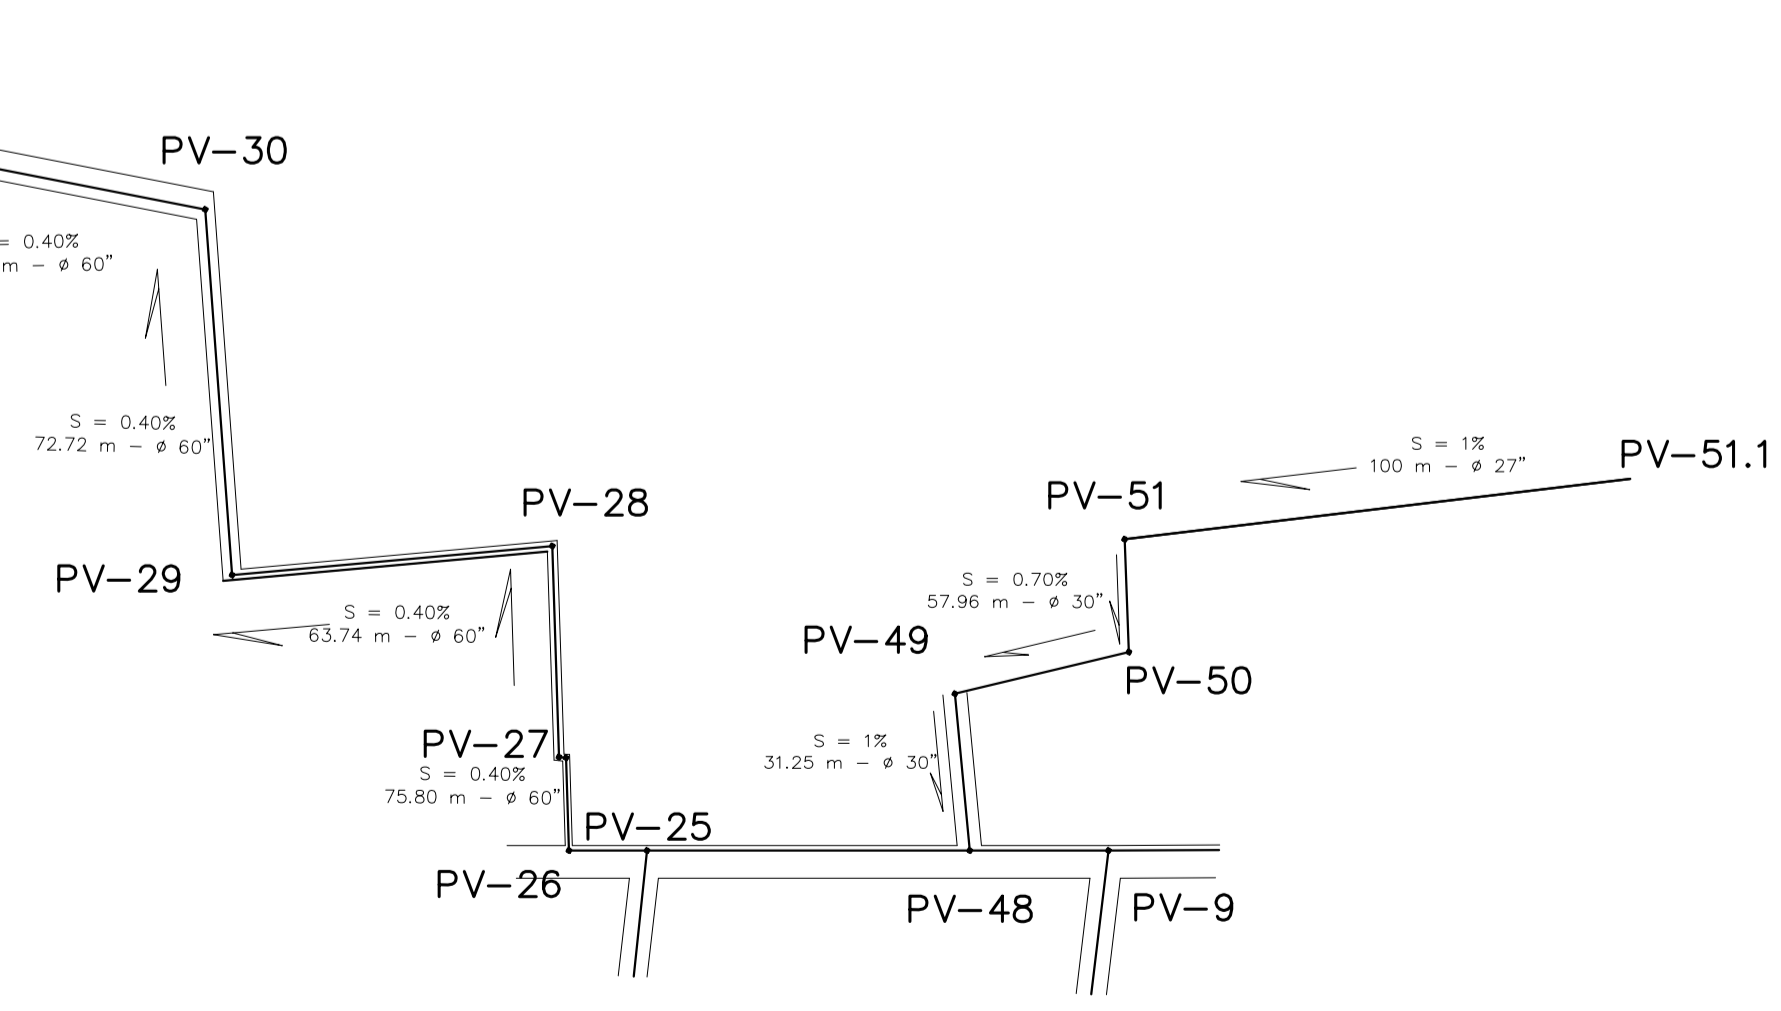 PV-30
= 0.40%
m - ø 60"
S = 0.40%
72.72 m - ø 60"
S = 1%
100 m - ø 27"
PV-51.1
PV-51
PV-28
PV-29
S = 0.70%
57.96 m - ø 30"
S = 0.40%
63.74 m - ø 60"
PV-49
PV-50
PV-27
S = 0.40%
75.80 m - ø 60"
S = 1%
31.25 m - ø 30"
PV-25
PV-26
PV-48
PV-9